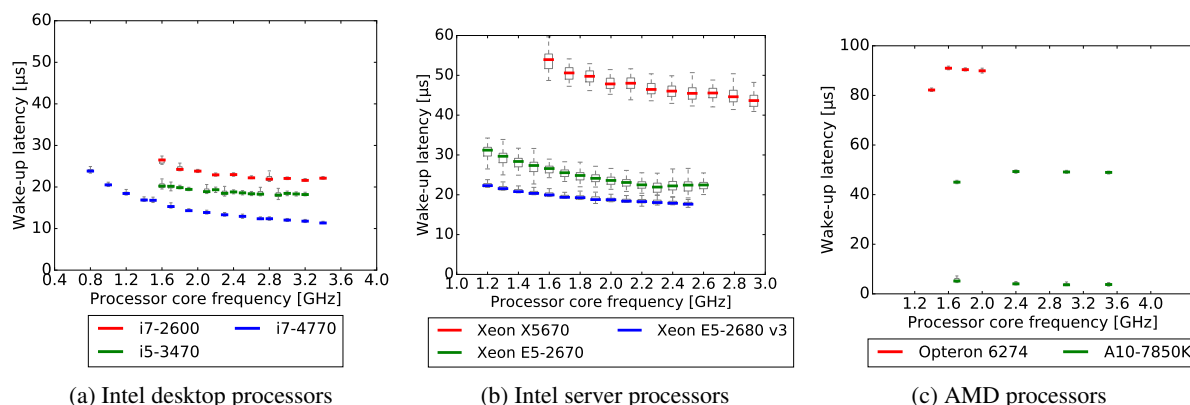 60
50
40
30
20
10
0
Wake-up latency [µs]
0.4 0.8 1.2 1.6 2.0 2.4 2.8 3.2 3.6 4.0
Processor core frequency [GHz]
i7-2600 i7-4770
i5-3470
(a) Intel desktop processors
60
50
40
30
20
10
0
Wake-up latency [µs]
1.0 1.2 1.4 1.6 1.8 2.0 2.2 2.4 2.6 2.8 3.0
Processor core frequency [GHz]
Xeon X5670 Xeon E5-2680 v3
Xeon E5-2670
(b) Intel server processors
100
80
60
40
20
0
Wake-up latency [µs]
1.2 1.6 2.0 2.4 2.8 3.2 3.6 4.0
Processor core frequency [GHz]
Opteron 6274 A10-7850K
(c) AMD processors